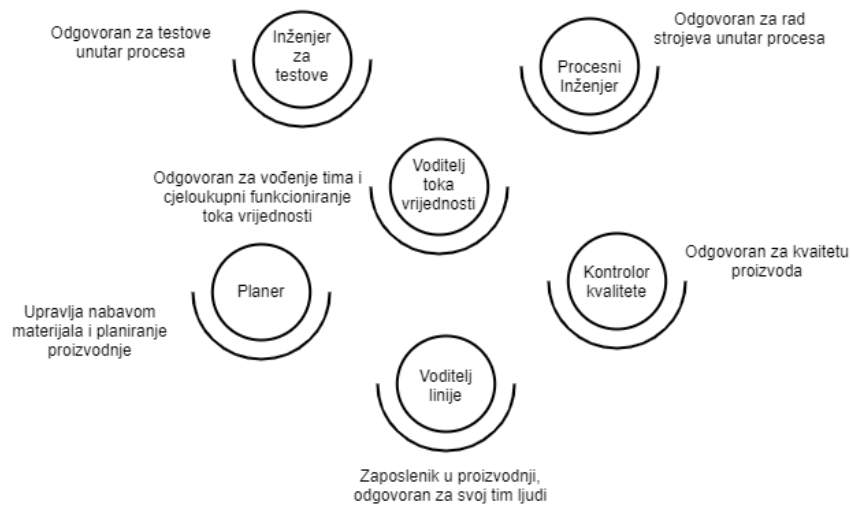 Odgovoran za testove
unutar procesa
Inženjer
za
testove
Odgovoran za rad
strojeva unutar procesa
Procesni
Inženjer
Odgovoran za vođenje tima i
cjeloukupni funkcioniranje
toka vrijednosti
Voditelj
toka
vrijednosti
Planer
Upravlja nabavom
materijala i planiranje
proizvodnje
Kontrolor
kvalitete
Odgovoran za kvaitetu
proizvoda
Voditelj
linije
Zaposlenik u proizvodnji,
odgovoran za svoj tim ljudi